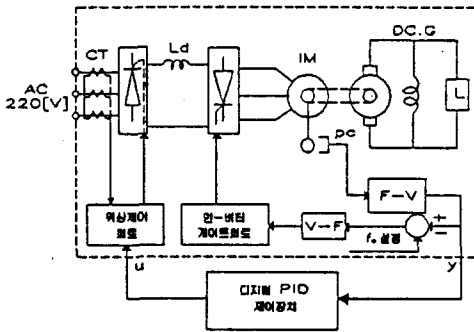 CT
Ld
IM
DC.G
AC
220[V]
L
pc
F-V
위상제어
회로
인-버터
게이트회로
V-F
f. 설정
+
u
y
디지털 PID
제어장치